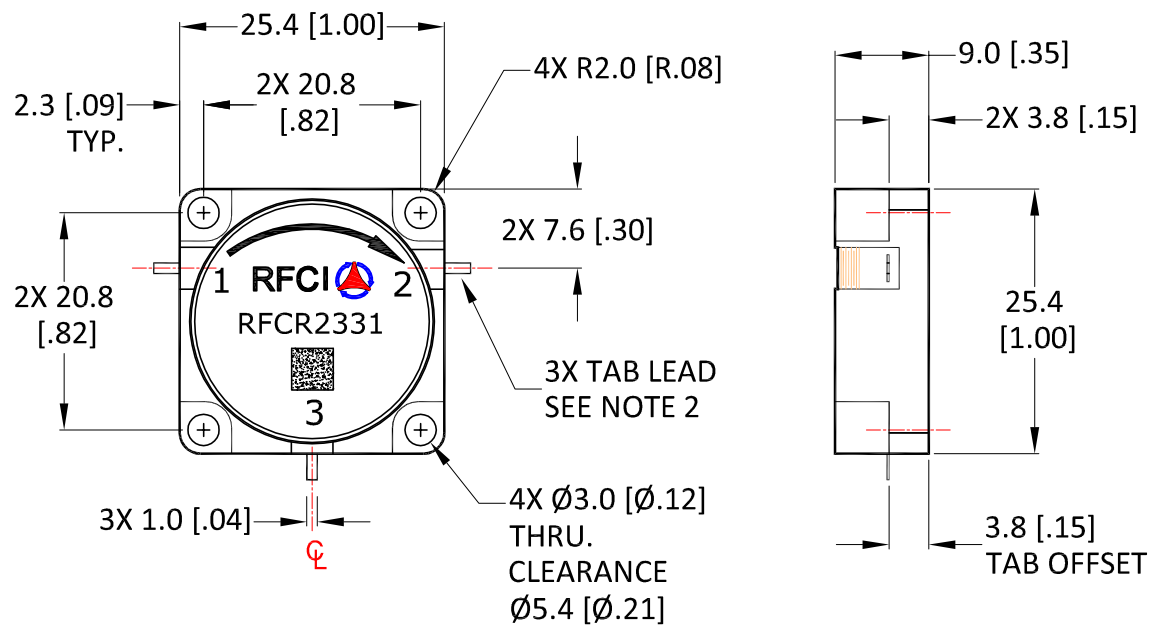 25.4 [1.00]
4X R2.0 [R.08]
2X 20.8
[.82]
2.3 [.09]
TYP.
2X 7.6 [.30]
1
RFCI
2
RFCR2331
3
2X 20.8
[.82]
3X TAB LEAD
SEE NOTE 2
3X 1.0 [.04]
℄
4X Ø3.0 [Ø.12]
THRU.
CLEARANCE
Ø5.4 [Ø.21]
9.0 [.35]
2X 3.8 [.15]
25.4
[1.00]
3.8 [.15]
TAB OFFSET